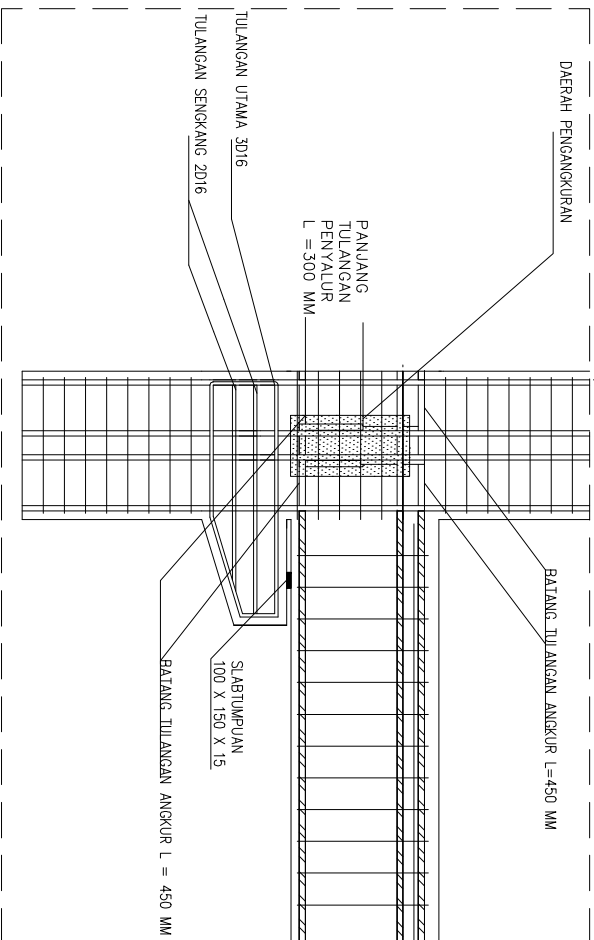 DAERAH PENGANGKURAN
PANJANG
TULANGAN
PENYALUR
L =300 MM
TULANGAN UTAMA 3D16
TULANGAN SENGKANG 2D16
BATANG TULANGAN ANGKUR L=450 MM
SLABTUMPUAN
100 X 150 X 15
BATANG TULANGAN ANGKUR L = 450 MM